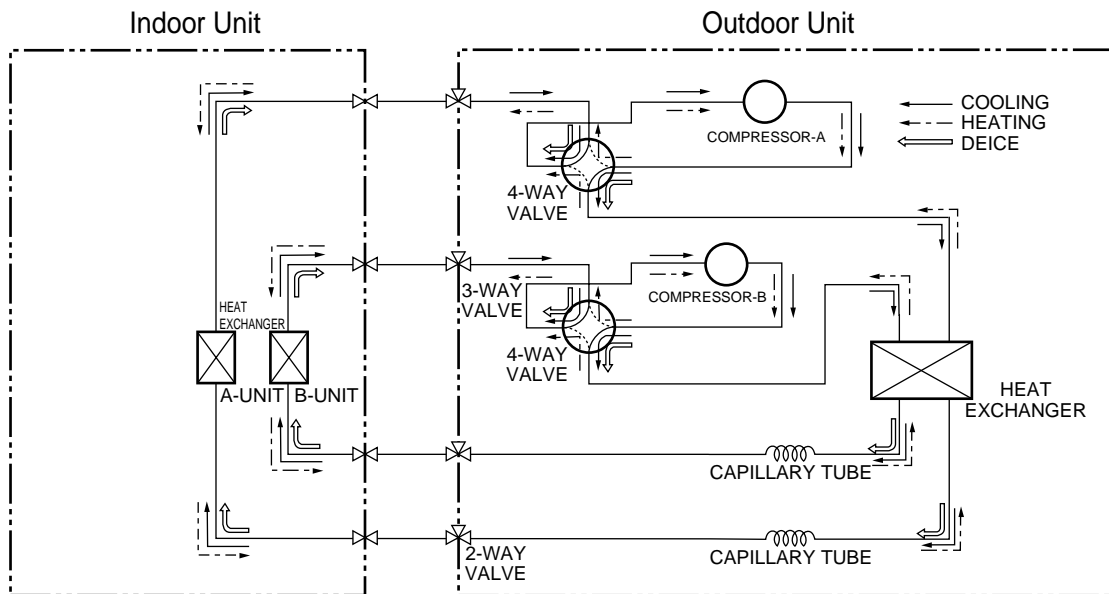 Indoor Unit
Outdoor Unit
COOLING
HEATING
DEICE
COMPRESSOR-A
4-WAY
VALVE
3-WAY
VALVE
COMPRESSOR-B
4-WAY
VALVE
HEAT
EXCHANGER
A-UNIT
B-UNIT
HEAT
EXCHANGER
CAPILLARY TUBE
2-WAY
VALVE
CAPILLARY TUBE